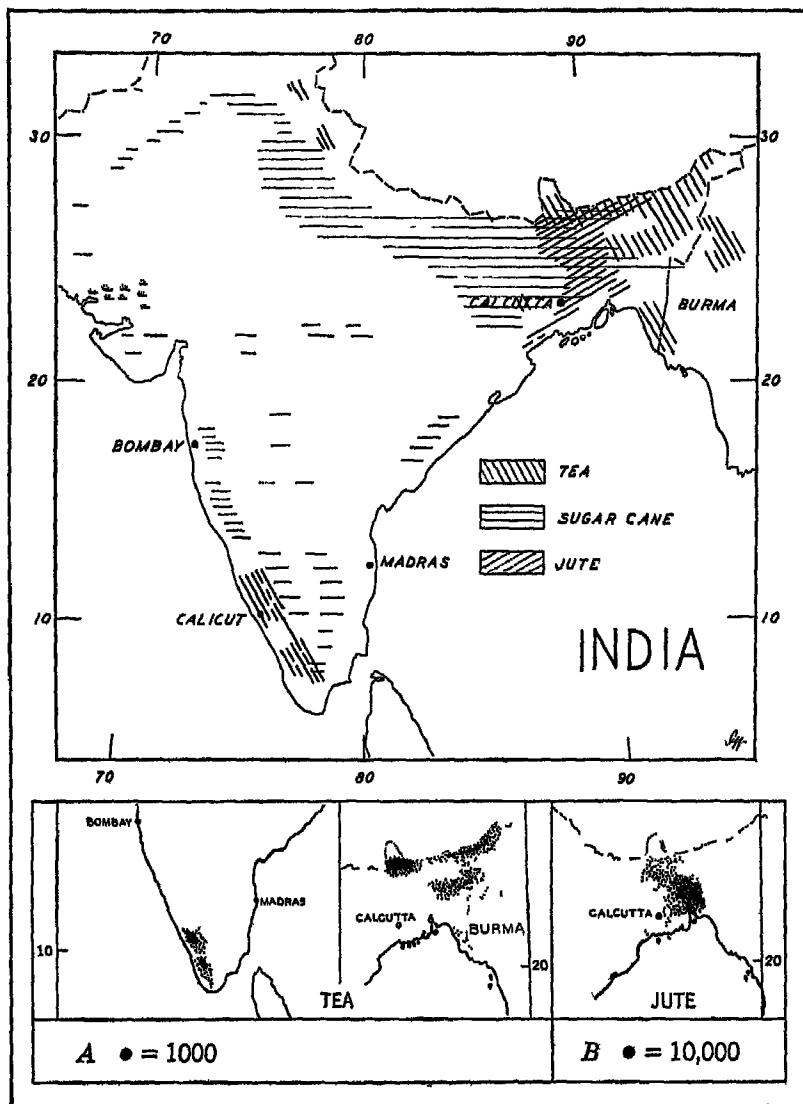 70 80 90
30 30
CALCUTTA BURMA
20 20
BOMBAY
TEA
SUGAR CANE
MADRAS JUTE
10 CALICUT 10
INDIA
70 80 90
BOMBAY
MADRAS
10
TEA
CALCUTTA
BURMA
20
CALCUTTA
20
JUTE
A • = 1000
B • = 10,000